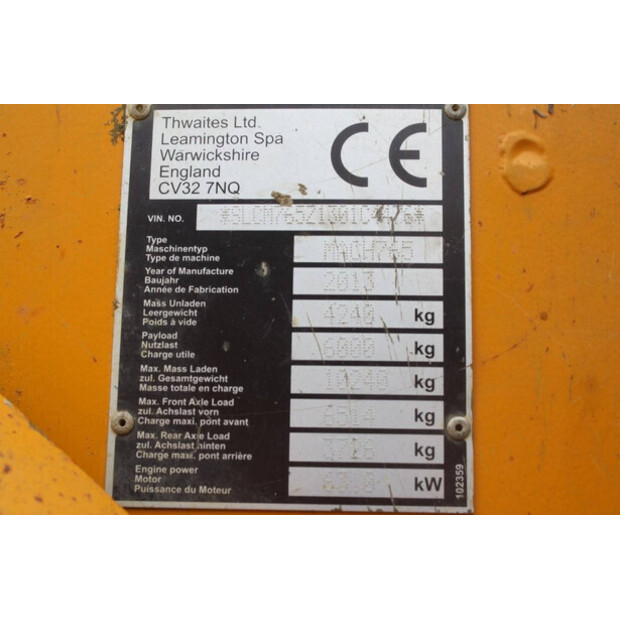 Thwaites Ltd.
Leamington Spa
Warwickshire
England
CV32 7NQ
CE
VIN. NO.
Type
Maschinentyp
Type de machine
Year of Manufacture
Baujahr
Année de Fabrication
2013
Mass Unladen
Leergewicht
Poids à vide
4240 kg
Payload
Nutzlast
Charge utile
6000 kg
Max. Mass Laden
zul. Gesamtgewicht
Masse totale en charge
10240 kg
Max. Front Axle Load
zul. Achslast vorn
Charge maxi. pónt avant
6514 kg
Max. Rear Axle Load
zul. Achslast hinten
Charge maxi. pont arrière
kg
Engine power
Motor
Puissance du Moteur
kW
102359